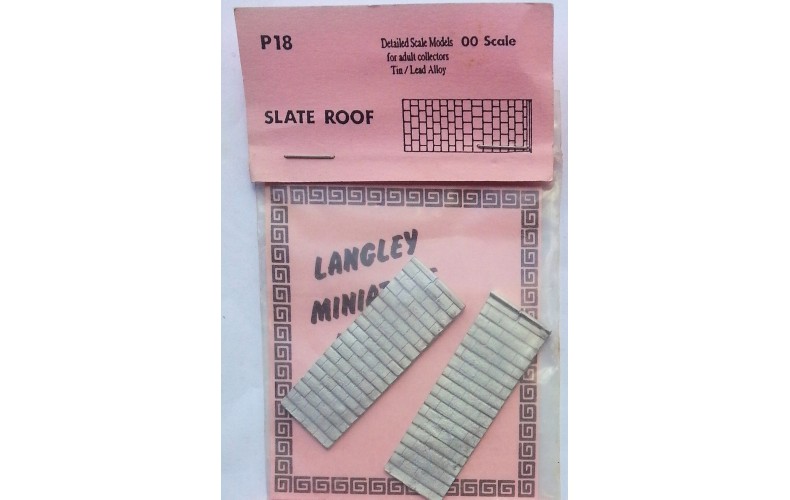 P18
Detailed Scale Models 00 Scale
for adult collectors
Tin / Lead Alloy
SLATE ROOF
LANGLEY